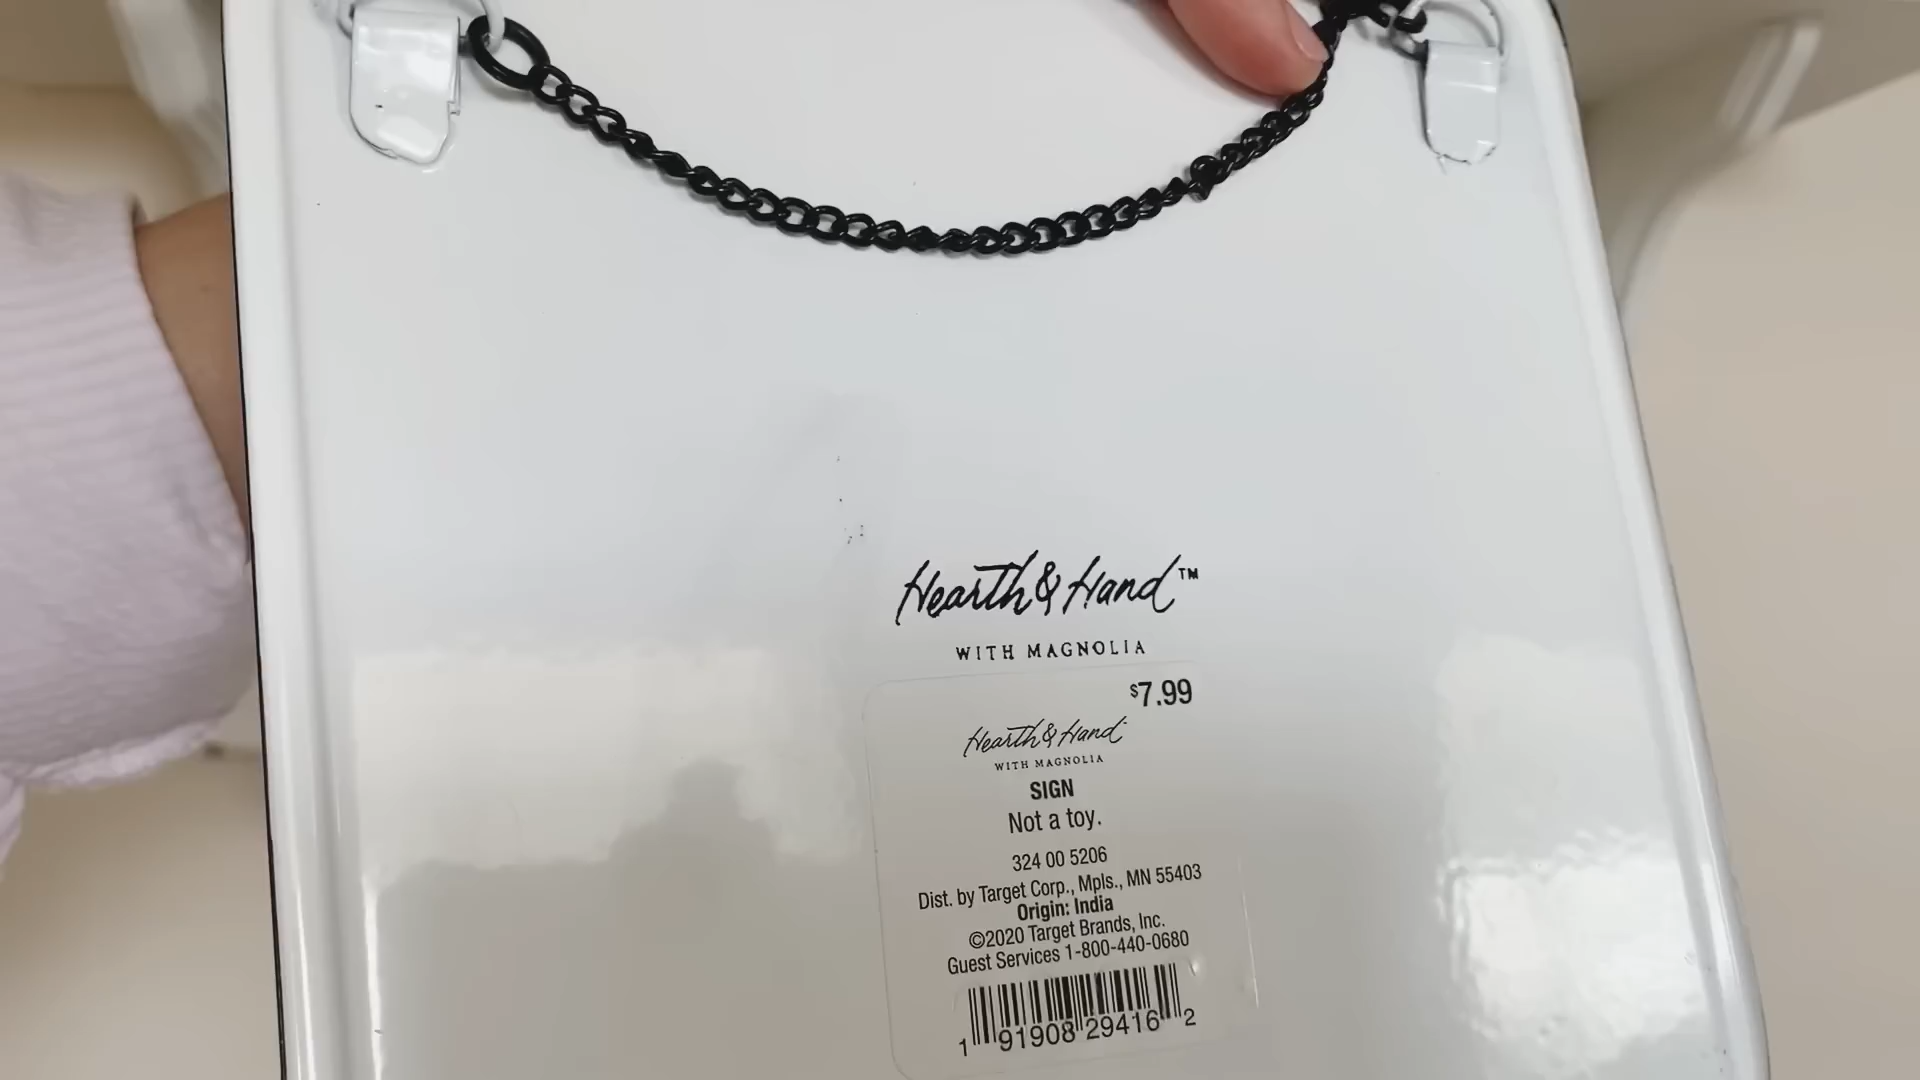 Hearth & Hand™
WITH MAGNOLIA
$7.99
Hearth & Hand™
WITH MAGNOLIA
SIGN
Not a toy.
324 00 5206
Dist. by Target Corp., Mpls., MN 55403
Origin: India
©2020 Target Brands, Inc.
Guest Services 1-800-440-0680
1 91908 29416 2